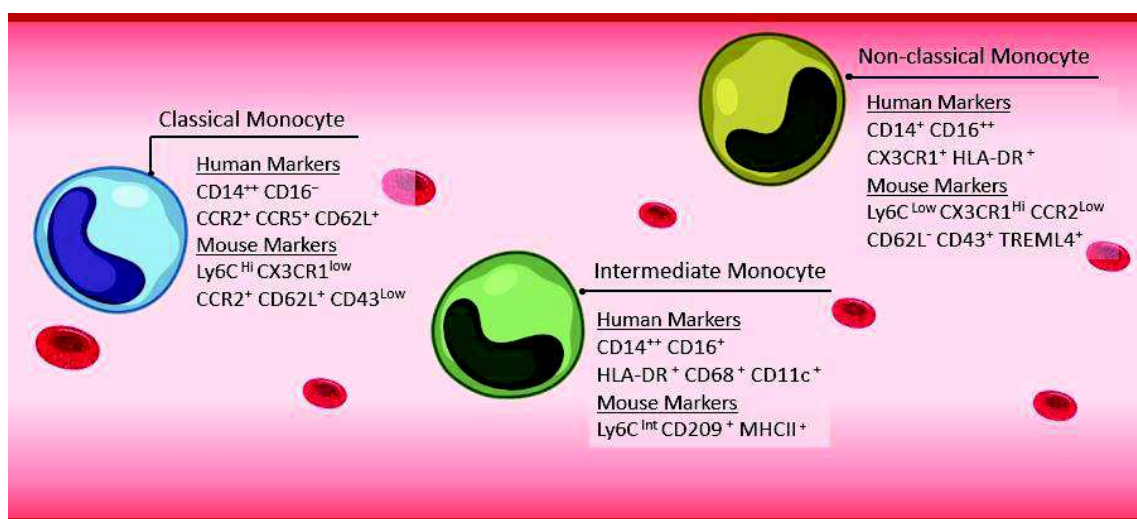 Classical Monocyte
Human Markers
CD14⁺⁺ CD16⁻
CCR2⁺ CCR5⁺ CD62L⁺
Mouse Markers
Ly6C ᴴⁱ CX3CR1ˡᵒʷ
CCR2⁺ CD62L⁺ CD43ᴸᵒʷ
Intermediate Monocyte
Human Markers
CD14⁺⁺ CD16⁺
HLA-DR ⁺ CD68 ⁺ CD11c ⁺
Mouse Markers
Ly6C ᴵⁿᵗ CD209 ⁺ MHCII ⁺
Non-classical Monocyte
Human Markers
CD14⁺ CD16⁺⁺
CX3CR1⁺ HLA-DR ⁺
Mouse Markers
Ly6C ᴸᵒʷ CX3CR1ᴴⁱ CCR2ᴸᵒʷ
CD62L⁻ CD43⁺ TREML4⁺